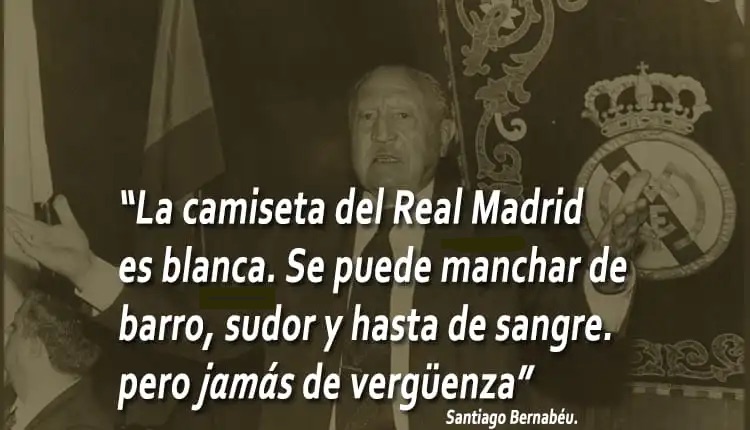 “La camiseta del Real Madrid
es blanca. Se puede manchar de
barro, sudor y hasta de sangre.
pero jamás de vergüenza”
Santiago Bernabéu.